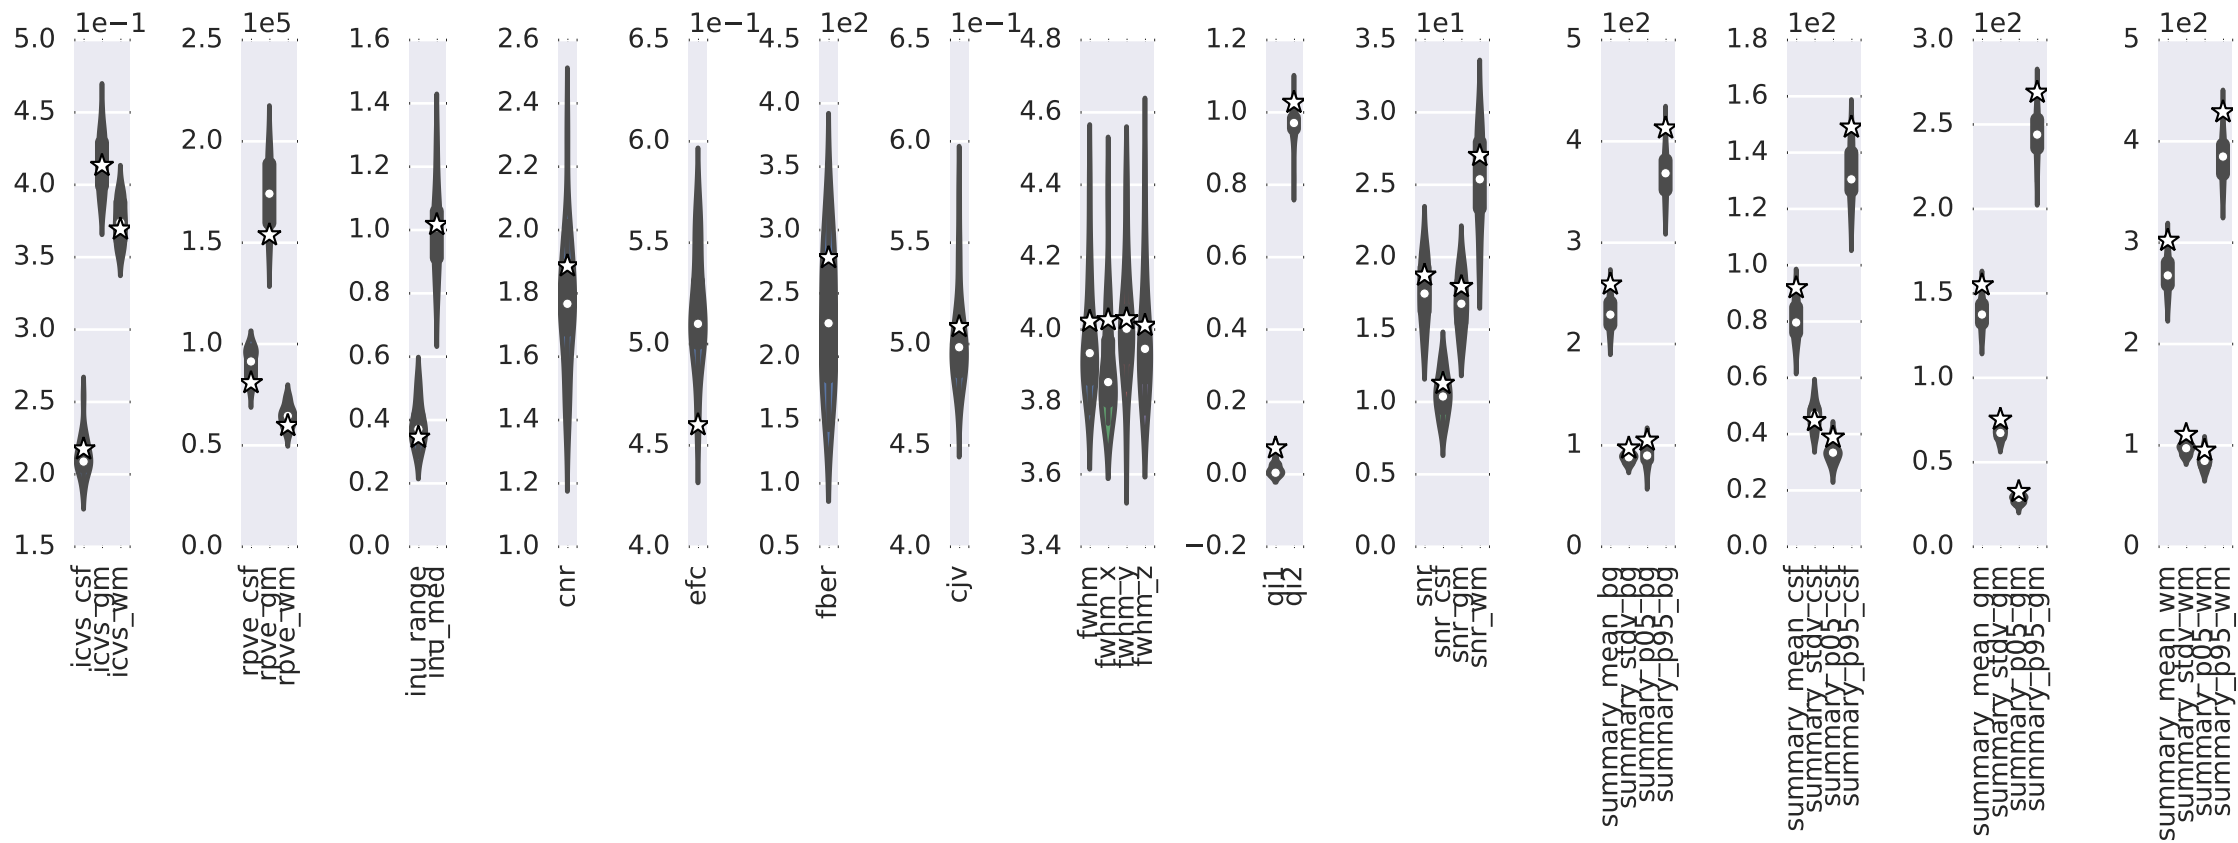 1e−1
5.0
4.5
4.0
3.5
3.0
2.5
2.0
1.5
icvs_csf
icvs_gm
icvs_wm
1e5
2.5
2.0
1.5
1.0
0.5
0.0
rpve_csf
rpve_gm
rpve_wm
1.6
1.4
1.2
1.0
0.8
0.6
0.4
0.2
0.0
inu_range
inu_med
2.6
2.4
2.2
2.0
1.8
1.6
1.4
1.2
1.0
cnr
1e−1
6.5
6.0
5.5
5.0
4.5
4.0
efc
1e2
4.5
4.0
3.5
3.0
2.5
2.0
1.5
1.0
0.5
fber
1e−1
6.5
6.0
5.5
5.0
4.5
4.0
cjv
4.8
4.6
4.4
4.2
4.0
3.8
3.6
3.4
fwhm
fwhm_x
fwhm_y
fwhm_z
1.2
1.0
0.8
0.6
0.4
0.2
0.0
−0.2
qi1
qi2
1e1
3.5
3.0
2.5
2.0
1.5
1.0
0.5
0.0
snr
snr_csf
snr_gm
snr_wm
1e2
5
4
3
2
1
0
summary_mean_bg
summary_stdv_bg
summary_p05_bg
summary_p95_bg
1e2
1.8
1.6
1.4
1.2
1.0
0.8
0.6
0.4
0.2
0.0
summary_mean_csf
summary_stdv_csf
summary_p05_csf
summary_p95_csf
1e2
3.0
2.5
2.0
1.5
1.0
0.5
0.0
summary_mean_gm
summary_stdv_gm
summary_p05_gm
summary_p95_gm
1e2
5
4
3
2
1
0
summary_mean_wm
summary_stdv_wm
summary_p05_wm
summary_p95_wm